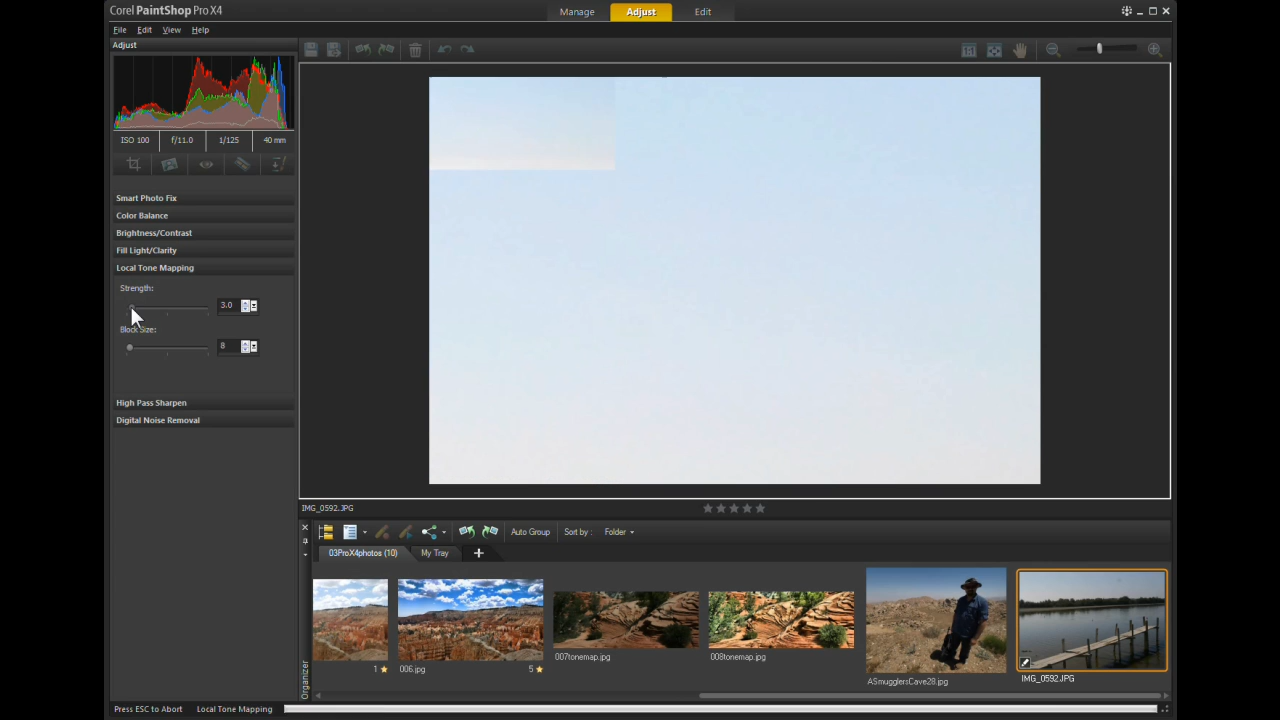 Corel PaintShop Pro X4
Manage Adjust Edit
File Edit View Help
Adjust
ISO 100 f/11.0 1/125 40 mm
Smart Photo Fix
Color Balance
Brightness/Contrast
Fill Light/Clarity
Local Tone Mapping
Strength:
3.0
Block Size:
8
High Pass Sharpen
Digital Noise Removal
IMG_0592.JPG
Auto Group Sort by : Folder
03ProX4photos (10) My Tray
Organizer
1
006.jpg 5
007tonemap.jpg
008tonemap.jpg
ASmugglersCave28.jpg
IMG_0592.JPG
Press ESC to Abort Local Tone Mapping